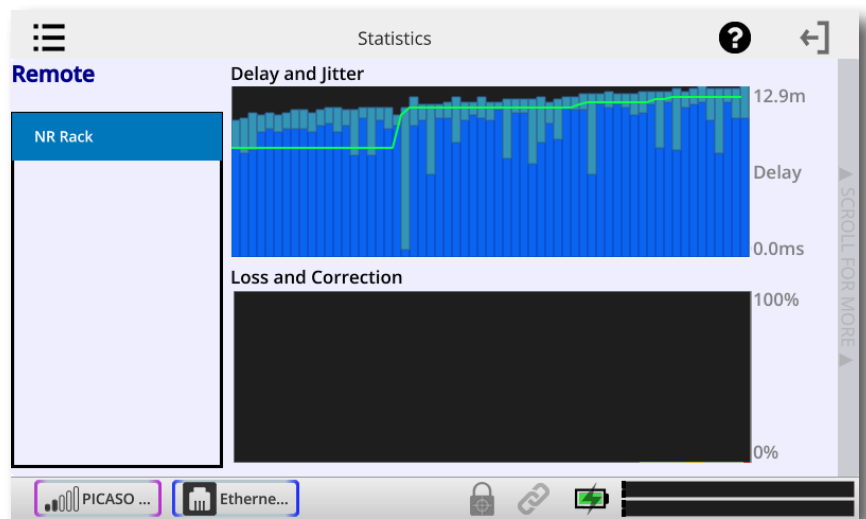 Statistics
?
Remote
NR Rack
Delay and Jitter
12.9m
Delay
0.0ms
Loss and Correction
100%
0%
SCROLL FOR MORE
PICASO ...
Etherne...